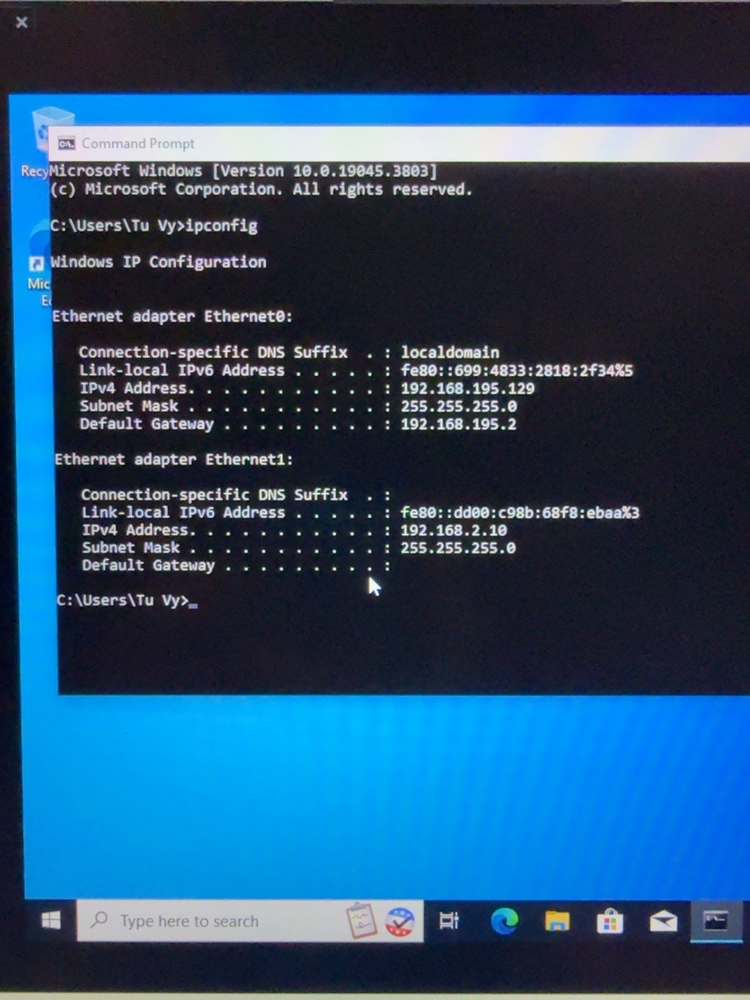 Command Prompt
Recy
Microsoft Windows [Version 10.0.19045.3803]
(c) Microsoft Corporation. All rights reserved.
C:\Users\Tu Vy>ipconfig
Windows IP Configuration
Mic
Ec
Ethernet adapter Ethernet0:
Connection-specific DNS Suffix . : localdomain
Link-local IPv6 Address . . . . . : fe80::699:4833:2818:2f34%5
IPv4 Address. . . . . . . . . . . : 192.168.195.129
Subnet Mask . . . . . . . . . . . : 255.255.255.0
Default Gateway . . . . . . . . . : 192.168.195.2
Ethernet adapter Ethernet1:
Connection-specific DNS Suffix . :
Link-local IPv6 Address . . . . . : fe80::dd00:c98b:68f8:ebaa%3
IPv4 Address. . . . . . . . . . . : 192.168.2.10
Subnet Mask . . . . . . . . . . . : 255.255.255.0
Default Gateway . . . . . . . . . :
C:\Users\Tu Vy>_
Type here to search